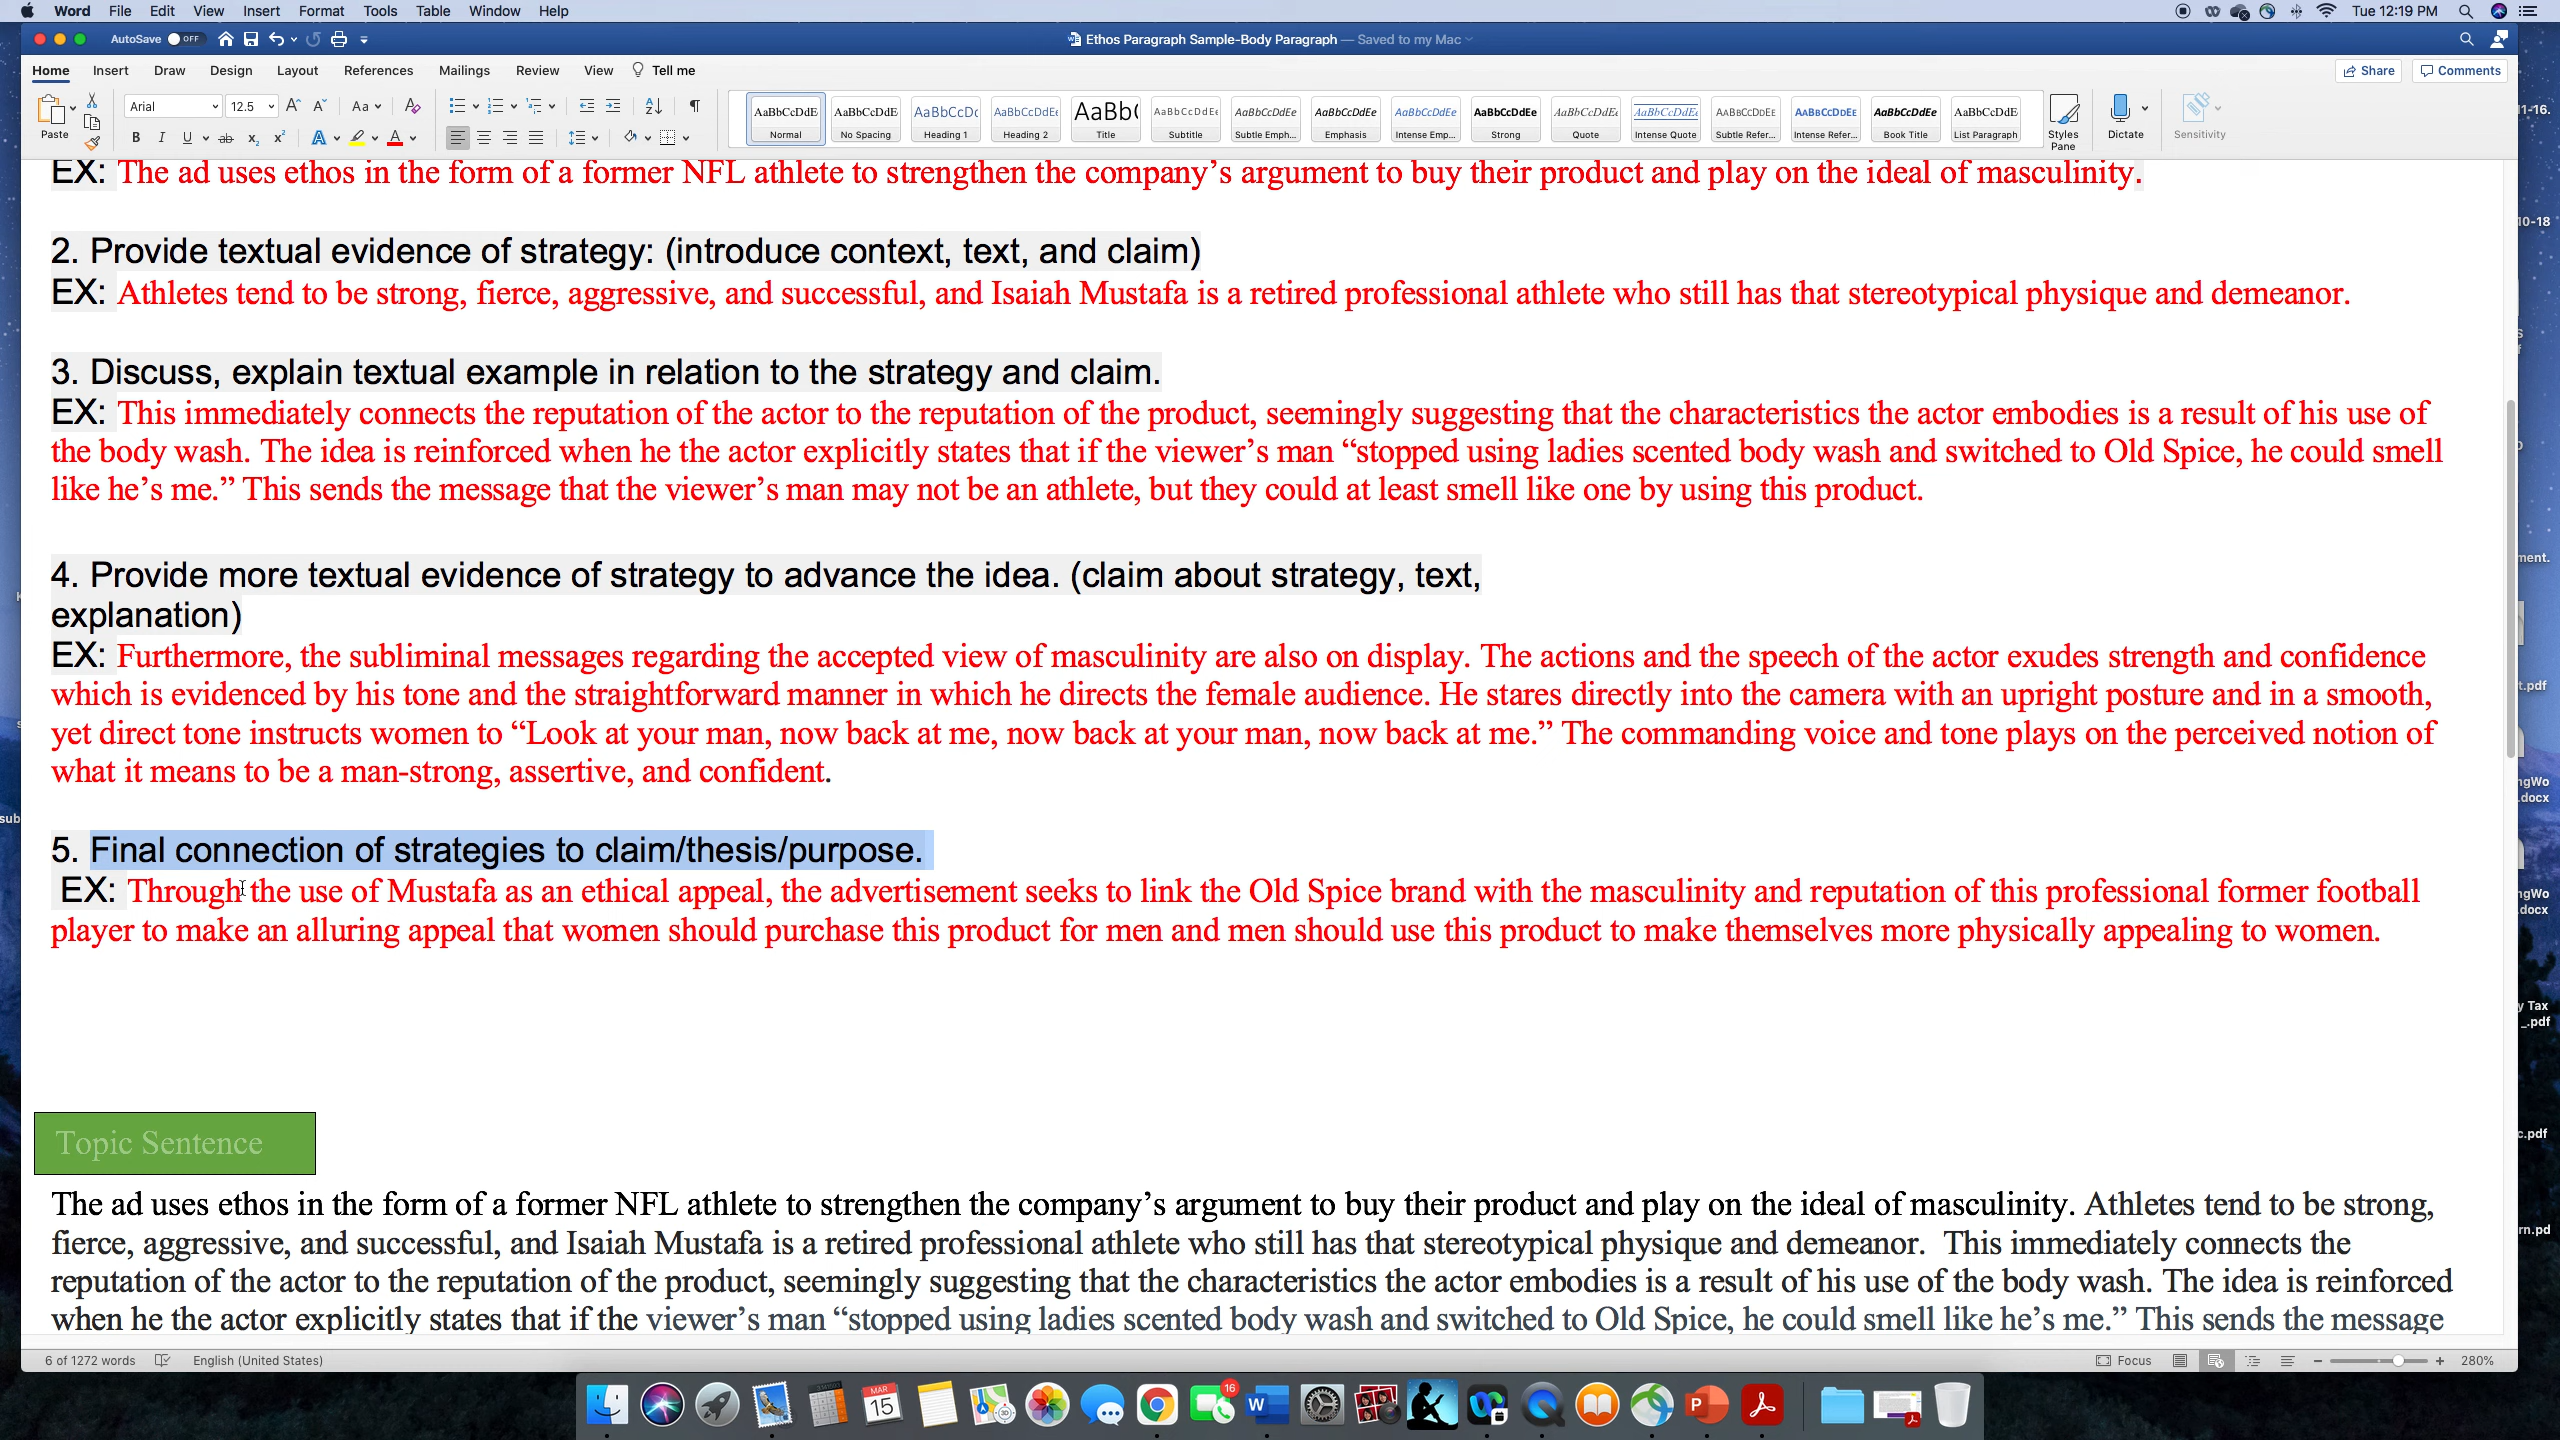 Word File Edit View Insert Format Tools Table Window Help Tue 12:19 PM
AutoSave OFF Ethos Paragraph Sample-Body Paragraph — Saved to my Mac
Home Insert Draw Design Layout References Mailings Review View Tell me Share Comments
Paste Arial 12.5 Aa
AaBbCcDdE AaBbCcDdE AaBbCcDc AaBbCcDdEe AaBb( AaBbCcDdEe AaBbCcDdEe AaBbCcDdEe AaBbCcDdEe AaBbCcDdEe AaBbCcDdEe AaBbCcDdEe AaBbCcDdEe AaBbCcDdEe AaBbCcDdEe AaBbCcDdE
Normal No Spacing Heading 1 Heading 2 Title Subtitle Subtle Emph... Emphasis Intense Emp... Strong Quote Intense Quote Subtle Refer... Intense Refer... Book Title List Paragraph
Styles Pane Dictate Sensitivity
EX: The ad uses ethos in the form of a former NFL athlete to strengthen the company’s argument to buy their product and play on the ideal of masculinity.
2. Provide textual evidence of strategy: (introduce context, text, and claim)
EX: Athletes tend to be strong, fierce, aggressive, and successful, and Isaiah Mustafa is a retired professional athlete who still has that stereotypical physique and demeanor.
3. Discuss, explain textual example in relation to the strategy and claim.
EX: This immediately connects the reputation of the actor to the reputation of the product, seemingly suggesting that the characteristics the actor embodies is a result of his use of
the body wash. The idea is reinforced when he the actor explicitly states that if the viewer’s man “stopped using ladies scented body wash and switched to Old Spice, he could smell
like he’s me.” This sends the message that the viewer’s man may not be an athlete, but they could at least smell like one by using this product.
4. Provide more textual evidence of strategy to advance the idea. (claim about strategy, text,
explanation)
EX: Furthermore, the subliminal messages regarding the accepted view of masculinity are also on display. The actions and the speech of the actor exudes strength and confidence
which is evidenced by his tone and the straightforward manner in which he directs the female audience. He stares directly into the camera with an upright posture and in a smooth,
yet direct tone instructs women to “Look at your man, now back at me, now back at your man, now back at me.” The commanding voice and tone plays on the perceived notion of
what it means to be a man-strong, assertive, and confident.
5. Final connection of strategies to claim/thesis/purpose.
EX: Through the use of Mustafa as an ethical appeal, the advertisement seeks to link the Old Spice brand with the masculinity and reputation of this professional former football
player to make an alluring appeal that women should purchase this product for men and men should use this product to make themselves more physically appealing to women.
Topic Sentence
The ad uses ethos in the form of a former NFL athlete to strengthen the company’s argument to buy their product and play on the ideal of masculinity. Athletes tend to be strong,
fierce, aggressive, and successful, and Isaiah Mustafa is a retired professional athlete who still has that stereotypical physique and demeanor. This immediately connects the
reputation of the actor to the reputation of the product, seemingly suggesting that the characteristics the actor embodies is a result of his use of the body wash. The idea is reinforced
when he the actor explicitly states that if the viewer’s man “stopped using ladies scented body wash and switched to Old Spice, he could smell like he’s me.” This sends the message
6 of 1272 words English (United States) Focus 280%
MAR 15 16